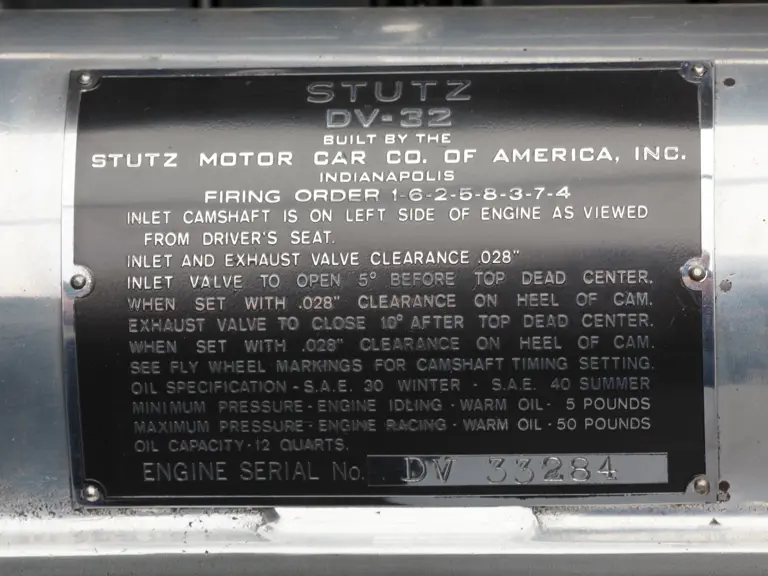 STUTZ
DV-32
BUILT BY THE
STUTZ MOTOR CAR CO. OF AMERICA, INC.
INDIANAPOLIS
FIRING ORDER 1-6-2-5-8-3-7-4
INLET CAMSHAFT IS ON LEFT SIDE OF ENGINE AS VIEWED
FROM DRIVER'S SEAT.
INLET AND EXHAUST VALVE CLEARANCE .028"
INLET VALVE TO OPEN 5° BEFORE TOP DEAD CENTER.
WHEN SET WITH .028" CLEARANCE ON HEEL OF CAM.
EXHAUST VALVE TO CLOSE 10° AFTER TOP DEAD CENTER.
WHEN SET WITH .028" CLEARANCE ON HEEL OF CAM.
SEE FLY WHEEL MARKINGS FOR CAMSHAFT TIMING SETTING.
OIL SPECIFICATION - S.A.E. 30 WINTER - S.A.E. 40 SUMMER
MINIMUM PRESSURE - ENGINE IDLING - WARM OIL - 5 POUNDS
MAXIMUM PRESSURE - ENGINE RACING - WARM OIL - 50 POUNDS
OIL CAPACITY - 12 QUARTS.
ENGINE SERIAL No. DV 33284